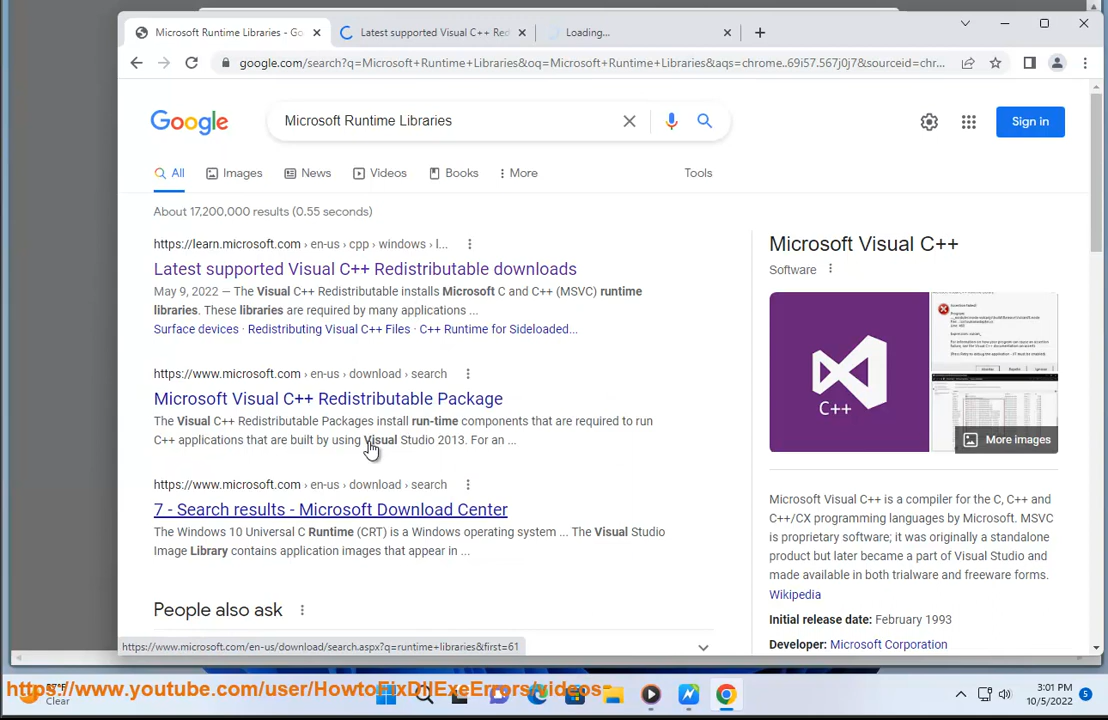 Microsoft Runtime Libraries - Go
Latest supported Visual C++ Red
Loading...
google.com/search?q=Microsoft+Runtime+Libraries&oq=Microsoft+Runtime+Libraries&aqs=chrome..69i57.567j0j7&sourceid=chr...
Google
Microsoft Runtime Libraries
Sign in
All
Images
News
Videos
Books
More
Tools
About 17,200,000 results (0.55 seconds)
https://learn.microsoft.com › en-us › cpp › windows › l...
Latest supported Visual C++ Redistributable downloads
May 9, 2022 — The Visual C++ Redistributable installs Microsoft C and C++ (MSVC) runtime
libraries. These libraries are required by many applications ...
Surface devices · Redistributing Visual C++ Files · C++ Runtime for Sideloaded...
https://www.microsoft.com › en-us › download › search
Microsoft Visual C++ Redistributable Package
The Visual C++ Redistributable Packages install run-time components that are required to run
C++ applications that are built by using Visual Studio 2013. For an ...
https://www.microsoft.com › en-us › download › search
7 - Search results - Microsoft Download Center
The Windows 10 Universal C Runtime (CRT) is a Windows operating system ... The Visual Studio
Image Library contains application images that appear in ...
People also ask
Microsoft Visual C++
Software
C++
More images
Microsoft Visual C++ is a compiler for the C, C++ and
C++/CX programming languages by Microsoft. MSVC
is proprietary software; it was originally a standalone
product but later became a part of Visual Studio and
made available in both trialware and freeware forms.
Wikipedia
Initial release date: February 1993
Developer: Microsoft Corporation
https://www.microsoft.com/en-us/download/search.aspx?q=runtime+libraries&first=61
https://www.youtube.com/user/HowtoFixDllExeErrors/videos-
Clear
3:01 PM
10/5/2022
5